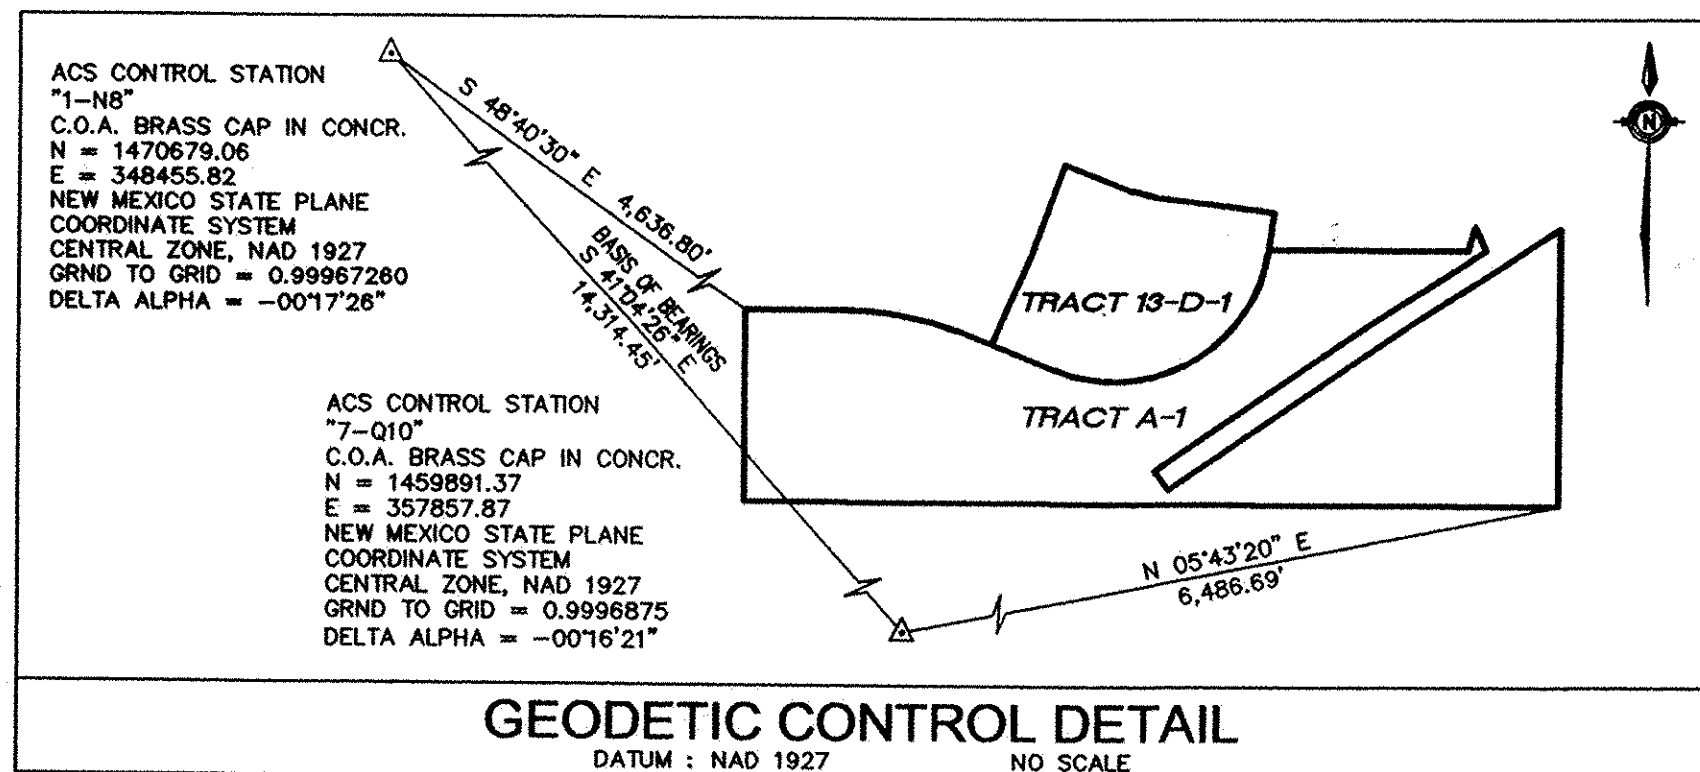 ACS CONTROL STATION
"1-N8"
C.O.A. BRASS CAP IN CONCR.
N = 1470679.06
E = 348455.82
NEW MEXICO STATE PLANE
COORDINATE SYSTEM
CENTRAL ZONE, NAD 1927
GRND TO GRID = 0.99967260
DELTA ALPHA = -00°17'26"
S 48°40'30" E 4,636.80'
BASIS OF BEARINGS
S 41°04'26" E
14,314.45'
N
TRACT 13-D-1
TRACT A-1
ACS CONTROL STATION
"7-Q10"
C.O.A. BRASS CAP IN CONCR.
N = 1459891.37
E = 357857.87
NEW MEXICO STATE PLANE
COORDINATE SYSTEM
CENTRAL ZONE, NAD 1927
GRND TO GRID = 0.9996875
DELTA ALPHA = -00°16'21"
N 05°43'20" E
6,486.69'
GEODETIC CONTROL DETAIL
DATUM : NAD 1927 NO SCALE